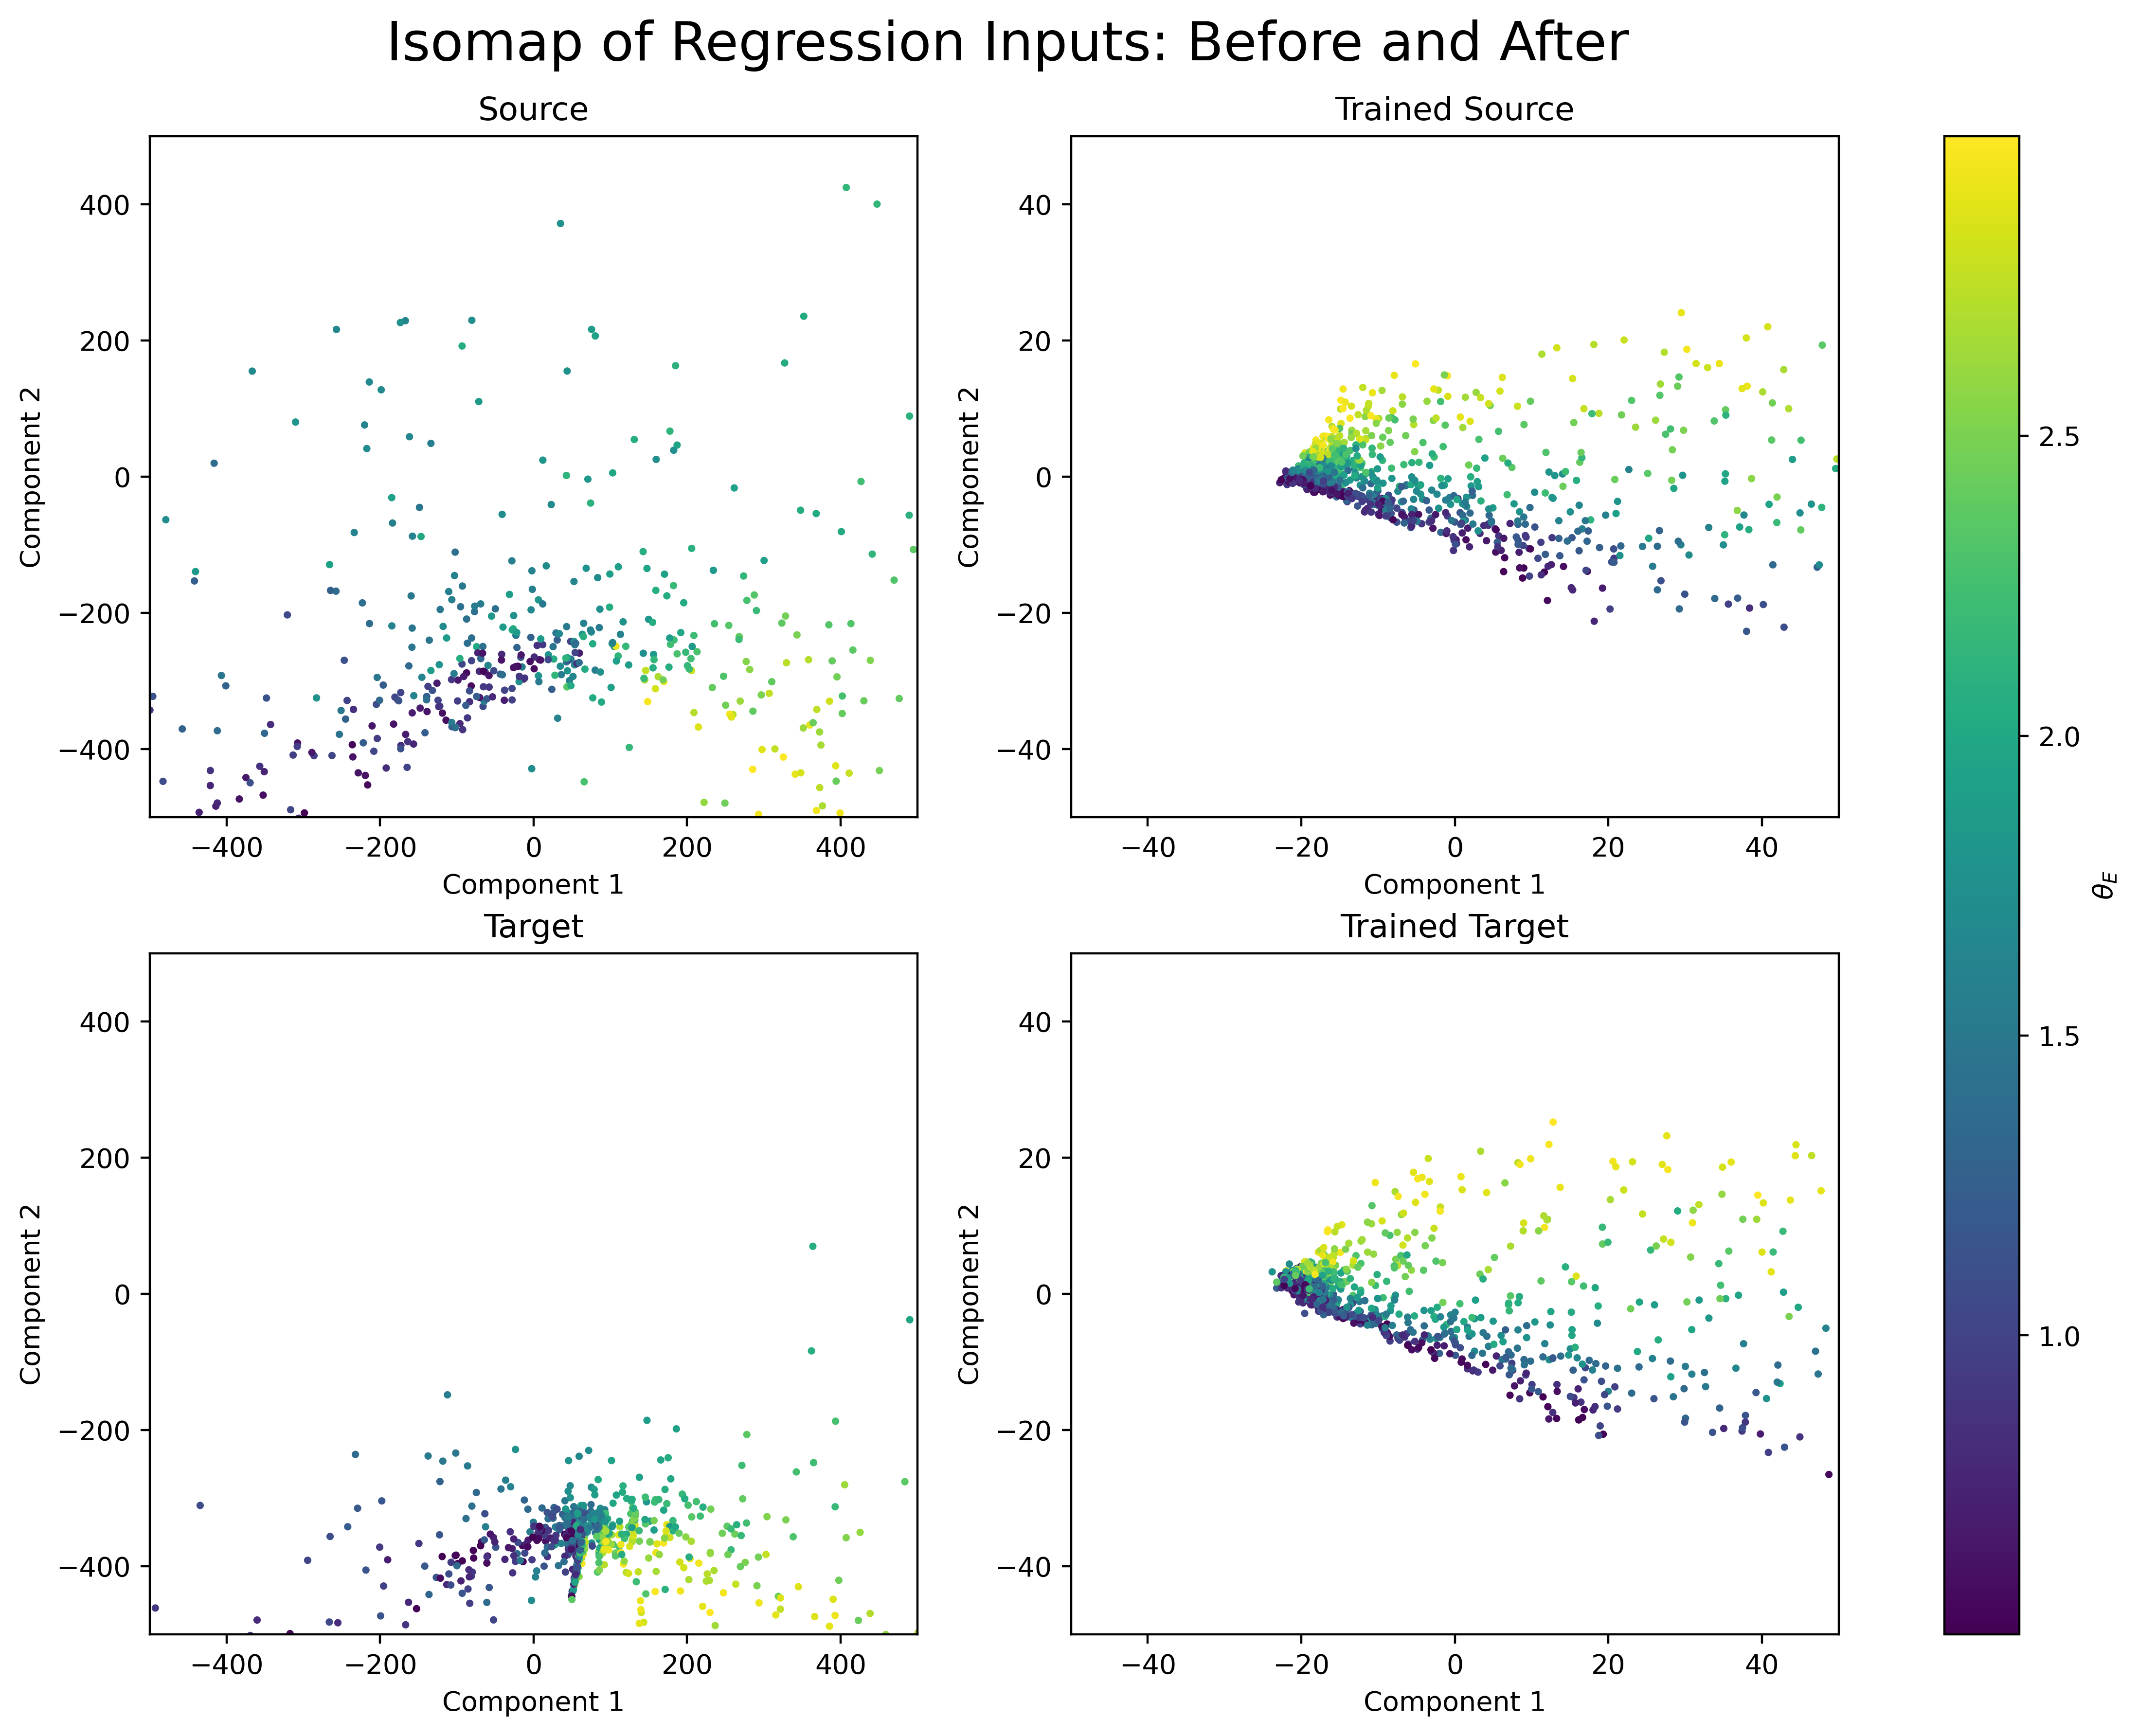 Isomap of Regression Inputs: Before and After
Source
Component 2
400
200
0
−200
−400
−400 −200 0 200 400
Component 1
Trained Source
Component 2
40
20
0
−20
−40
−40 −20 0 20 40
Component 1
Target
Component 2
400
200
0
−200
−400
−400 −200 0 200 400
Component 1
Trained Target
Component 2
40
20
0
−20
−40
−40 −20 0 20 40
Component 1
2.5
2.0
1.5
1.0
θE